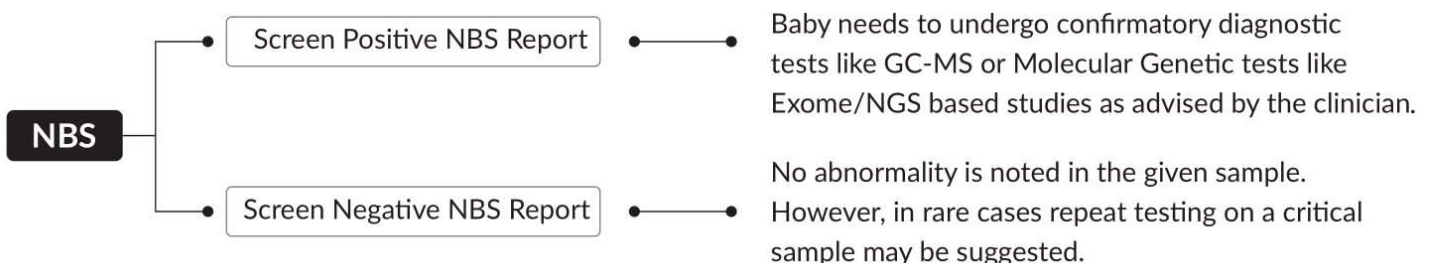 NBS
Screen Positive NBS Report
Baby needs to undergo confirmatory diagnostic
tests like GC-MS or Molecular Genetic tests like
Exome/NGS based studies as advised by the clinician.
Screen Negative NBS Report
No abnormality is noted in the given sample.
However, in rare cases repeat testing on a critical
sample may be suggested.